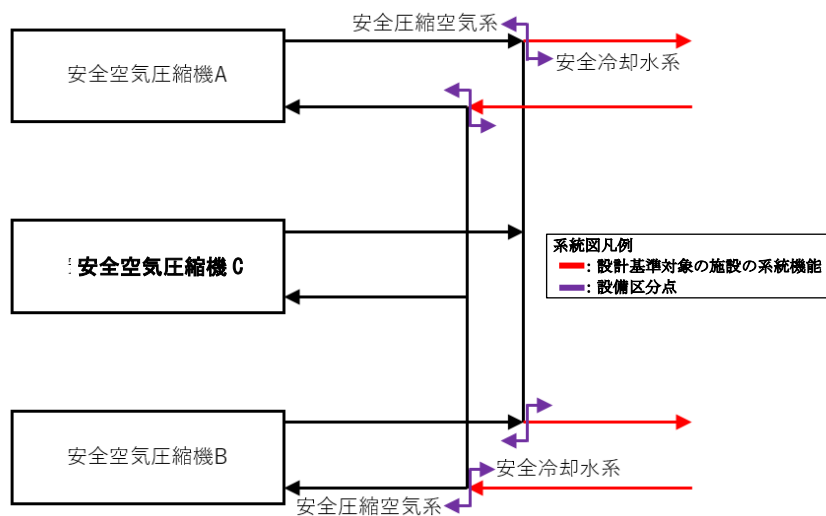 安全圧縮空気系
安全冷却水系
安全空気圧縮機A
安全空気圧縮機 C
系統図凡例
: 設計基準対象の施設の系統機能
: 設備区分点
安全空気圧縮機B
安全冷却水系
安全圧縮空気系